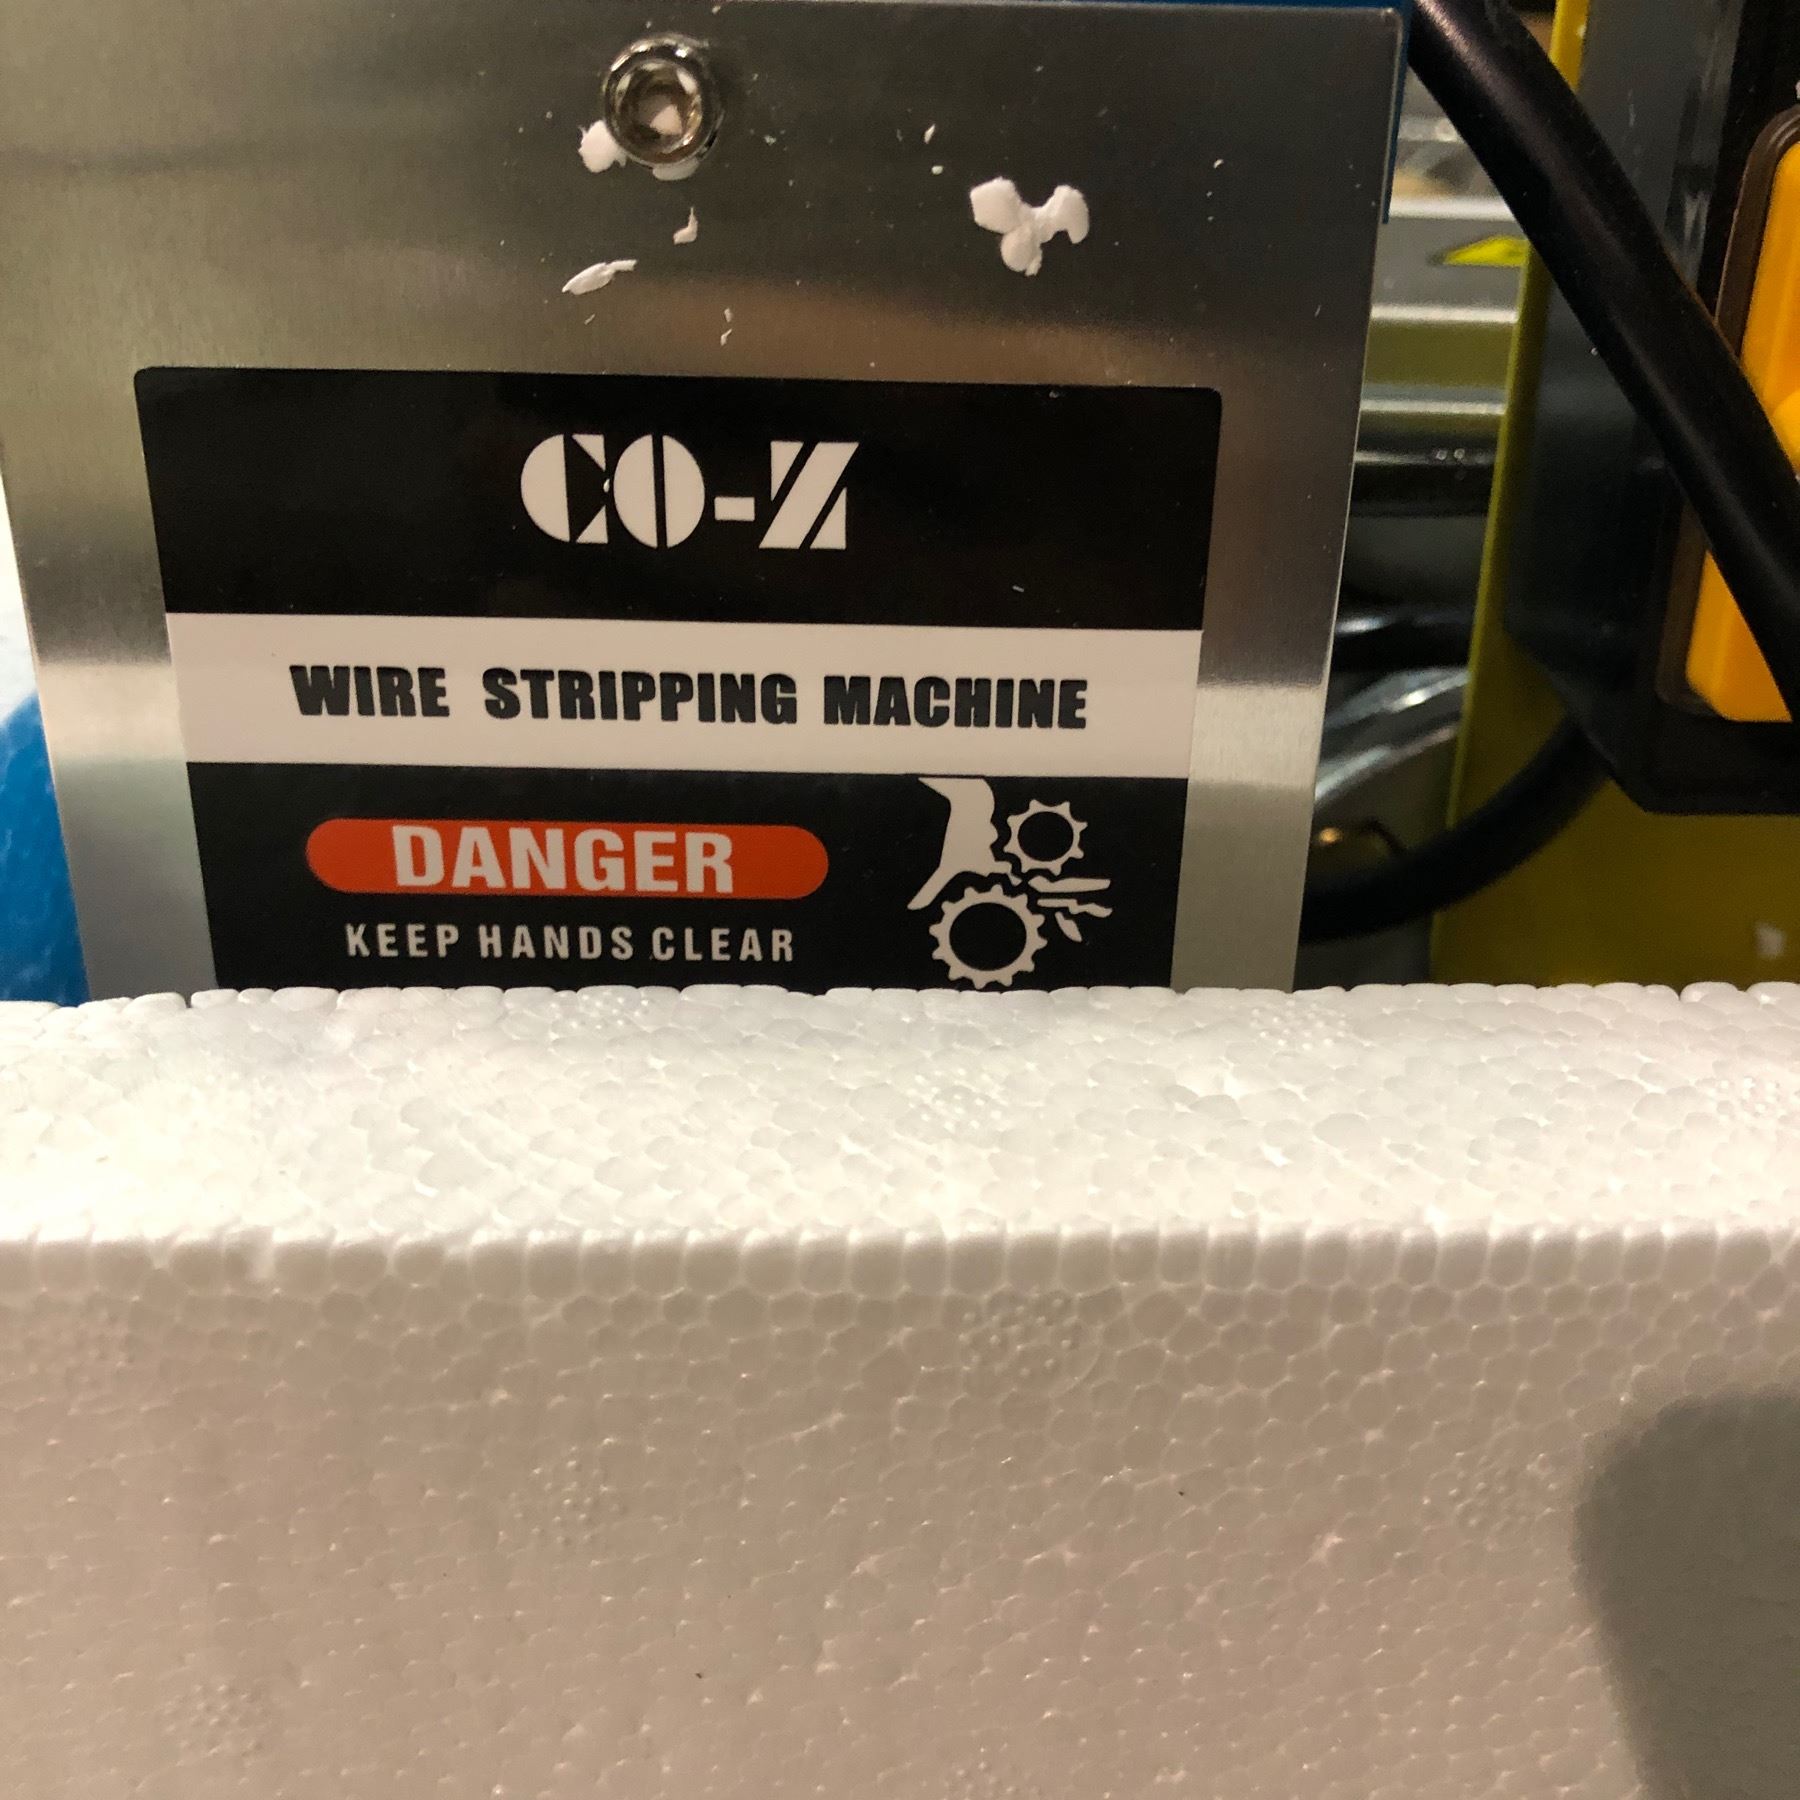 CO-Z
WIRE STRIPPING MACHINE
DANGER
KEEP HANDS CLEAR